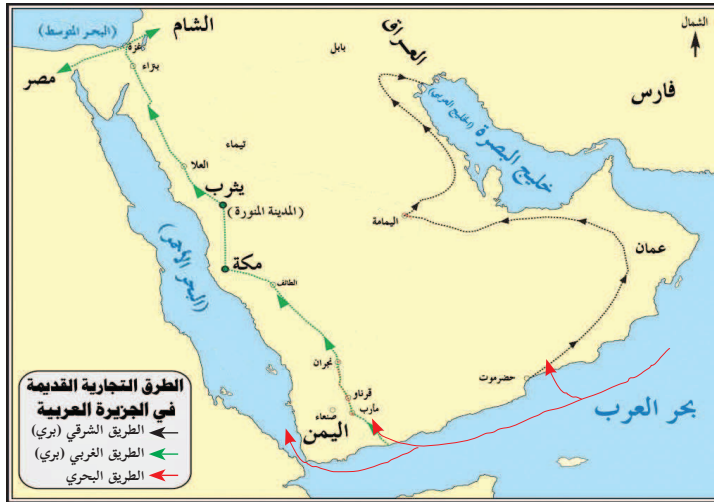 الشمال
(البحر المتوسط)
الشام
غزة
بتراء
مصر
بابل
العراق
فارس
خليج البصرة
(الخليج العربي)
تيماء
العلا
يثرب
(المدينة المنورة)
اليمامة
عمان
مكة
الطائف
(البحر الأحمر)
نجران
حضرموت
قرناو
مارب
صنعاء
اليمن
بحر العرب
الطرق التجارية القديمة
في الجزيرة العربية
الطريق الشرقي (بري)
الطريق الغربي (بري)
الطريق البحري